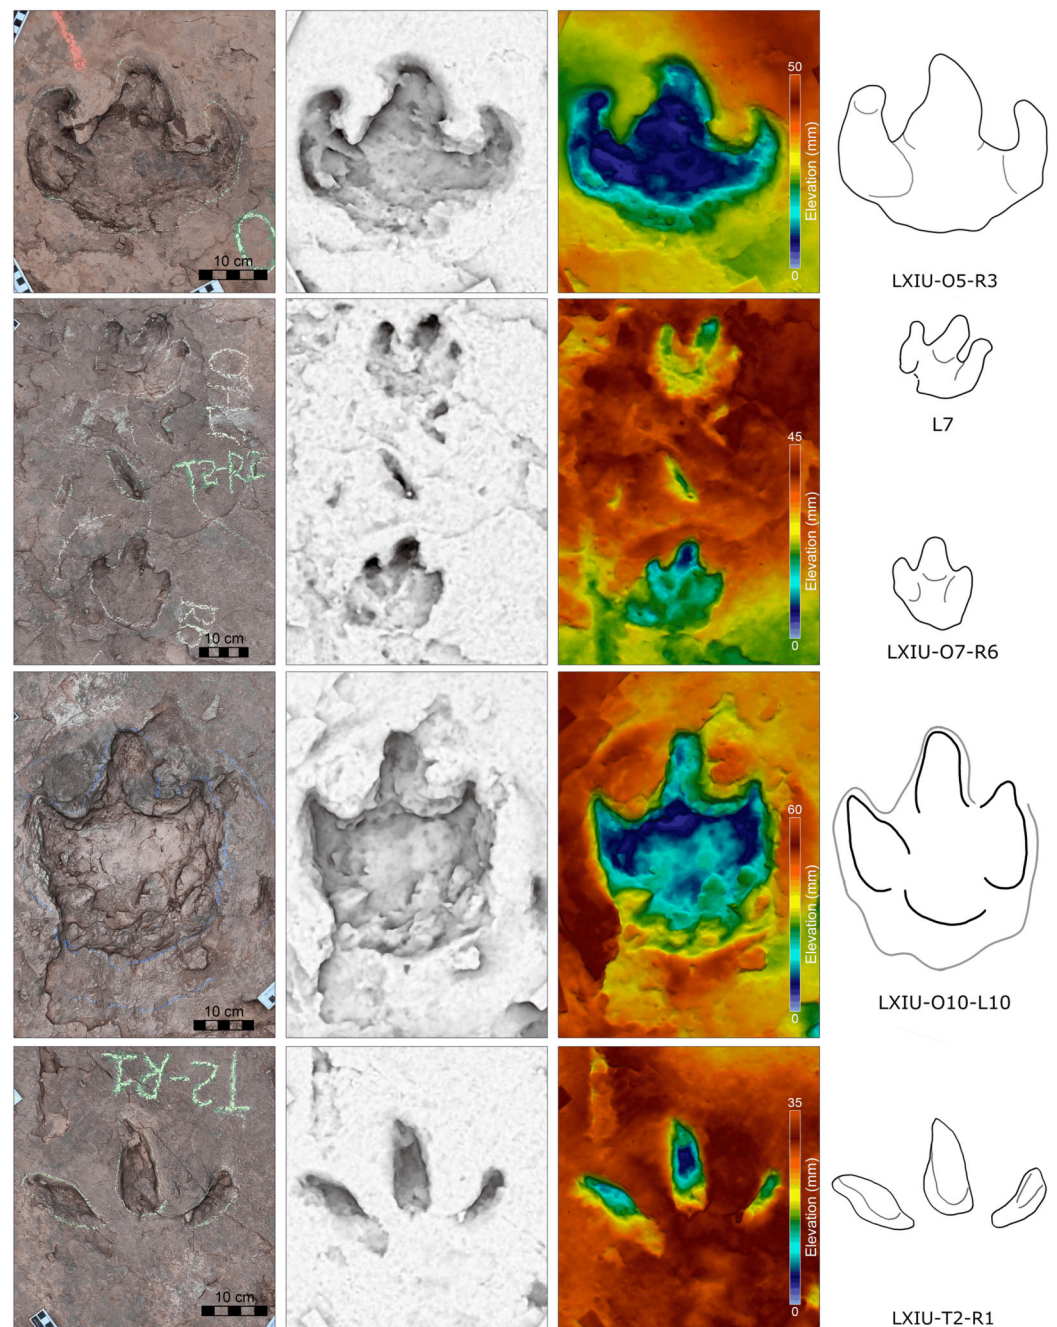 10 cm
50
Elevation (mm)
0
LXIU-O5-R3
T2-R2
R6
10 cm
45
Elevation (mm)
0
L7
LXIU-O7-R6
10 cm
60
Elevation (mm)
0
LXIU-O10-L10
T2-R1
10 cm
35
Elevation (mm)
0
LXIU-T2-R1